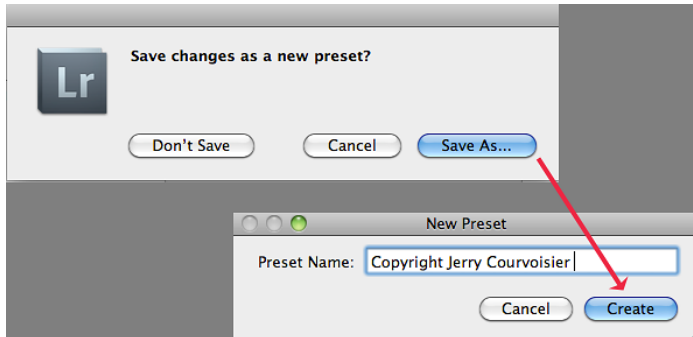 Lr
Save changes as a new preset?
Don't Save
Cancel
Save As...
New Preset
Preset Name:
Copyright Jerry Courvoisier
Cancel
Create